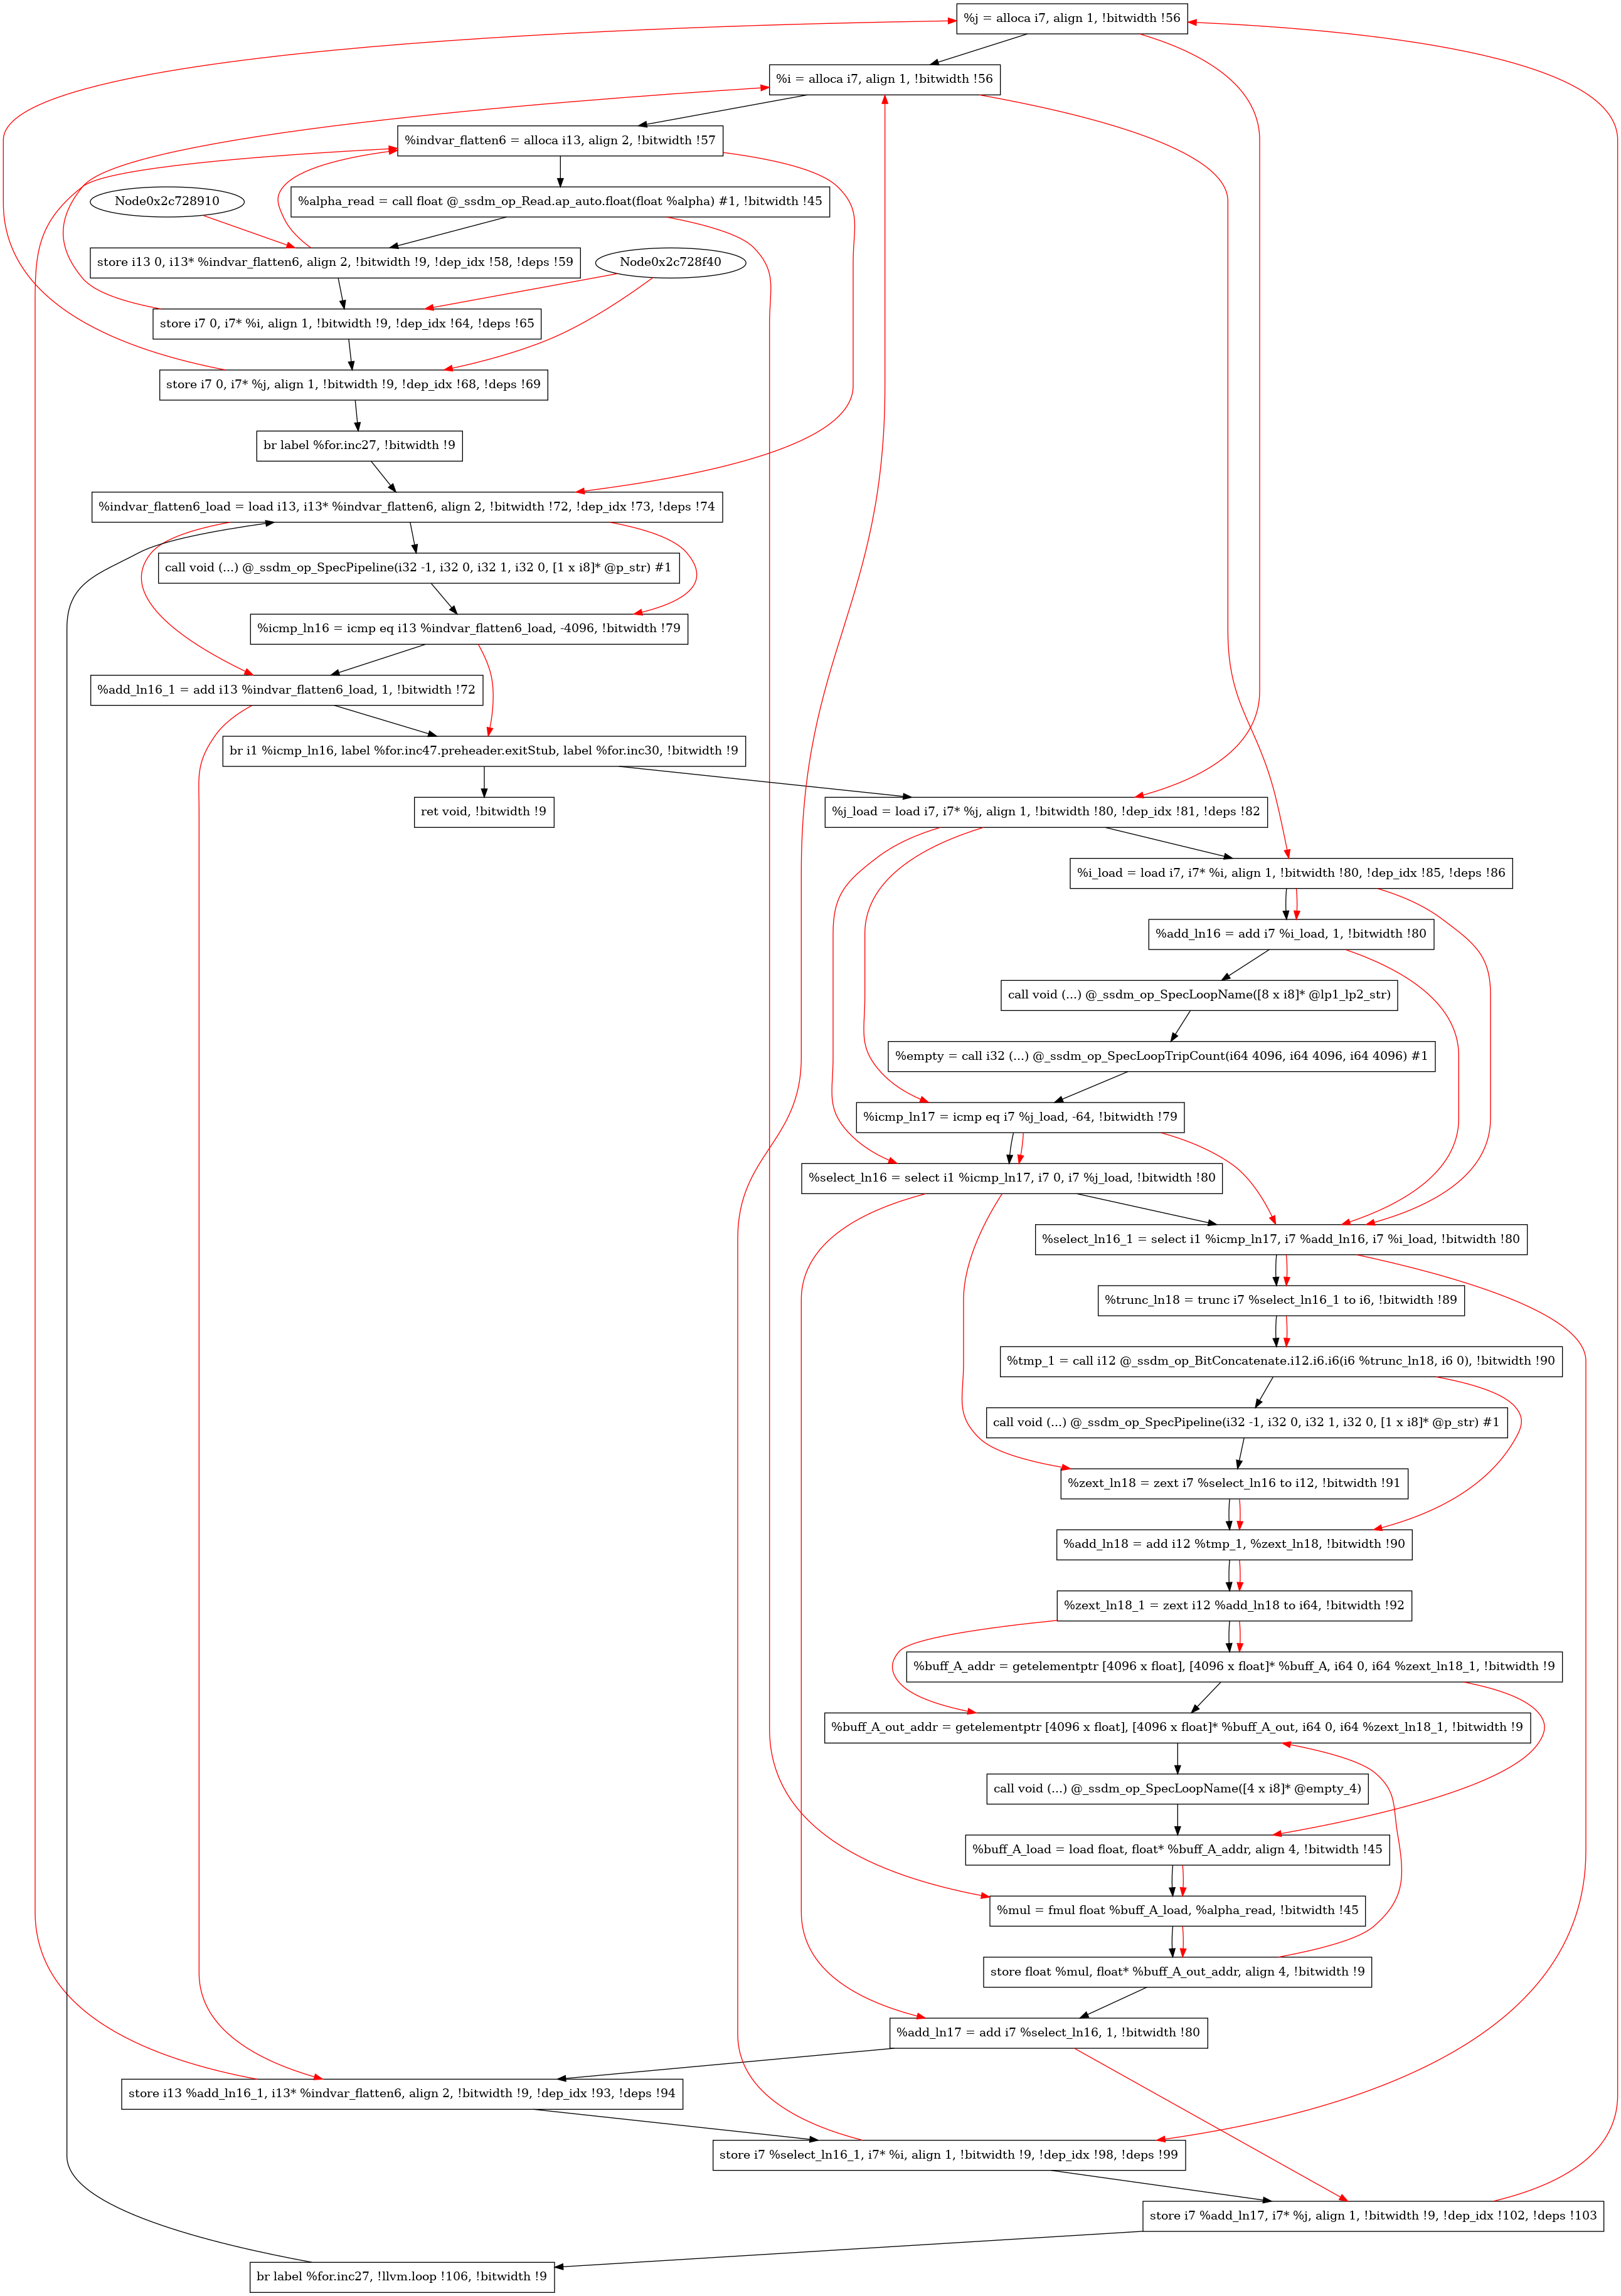 %j = alloca i7, align 1, !bitwidth !56
%i = alloca i7, align 1, !bitwidth !56
%indvar_flatten6 = alloca i13, align 2, !bitwidth !57
%alpha_read = call float @_ssdm_op_Read.ap_auto.float(float %alpha) #1, !bitwidth !45
Node0x2c728910
store i13 0, i13* %indvar_flatten6, align 2, !bitwidth !9, !dep_idx !58, !deps !59
Node0x2c728f40
store i7 0, i7* %i, align 1, !bitwidth !9, !dep_idx !64, !deps !65
store i7 0, i7* %j, align 1, !bitwidth !9, !dep_idx !68, !deps !69
br label %for.inc27, !bitwidth !9
%indvar_flatten6_load = load i13, i13* %indvar_flatten6, align 2, !bitwidth !72, !dep_idx !73, !deps !74
call void (...) @_ssdm_op_SpecPipeline(i32 -1, i32 0, i32 1, i32 0, [1 x i8]* @p_str) #1
%icmp_ln16 = icmp eq i13 %indvar_flatten6_load, -4096, !bitwidth !79
%add_ln16_1 = add i13 %indvar_flatten6_load, 1, !bitwidth !72
br i1 %icmp_ln16, label %for.inc47.preheader.exitStub, label %for.inc30, !bitwidth !9
ret void, !bitwidth !9
%j_load = load i7, i7* %j, align 1, !bitwidth !80, !dep_idx !81, !deps !82
%i_load = load i7, i7* %i, align 1, !bitwidth !80, !dep_idx !85, !deps !86
%add_ln16 = add i7 %i_load, 1, !bitwidth !80
call void (...) @_ssdm_op_SpecLoopName([8 x i8]* @lp1_lp2_str)
%empty = call i32 (...) @_ssdm_op_SpecLoopTripCount(i64 4096, i64 4096, i64 4096) #1
%icmp_ln17 = icmp eq i7 %j_load, -64, !bitwidth !79
%select_ln16 = select i1 %icmp_ln17, i7 0, i7 %j_load, !bitwidth !80
%select_ln16_1 = select i1 %icmp_ln17, i7 %add_ln16, i7 %i_load, !bitwidth !80
%trunc_ln18 = trunc i7 %select_ln16_1 to i6, !bitwidth !89
%tmp_1 = call i12 @_ssdm_op_BitConcatenate.i12.i6.i6(i6 %trunc_ln18, i6 0), !bitwidth !90
call void (...) @_ssdm_op_SpecPipeline(i32 -1, i32 0, i32 1, i32 0, [1 x i8]* @p_str) #1
%zext_ln18 = zext i7 %select_ln16 to i12, !bitwidth !91
%add_ln18 = add i12 %tmp_1, %zext_ln18, !bitwidth !90
%zext_ln18_1 = zext i12 %add_ln18 to i64, !bitwidth !92
%buff_A_addr = getelementptr [4096 x float], [4096 x float]* %buff_A, i64 0, i64 %zext_ln18_1, !bitwidth !9
%buff_A_out_addr = getelementptr [4096 x float], [4096 x float]* %buff_A_out, i64 0, i64 %zext_ln18_1, !bitwidth !9
call void (...) @_ssdm_op_SpecLoopName([4 x i8]* @empty_4)
%buff_A_load = load float, float* %buff_A_addr, align 4, !bitwidth !45
%mul = fmul float %buff_A_load, %alpha_read, !bitwidth !45
store float %mul, float* %buff_A_out_addr, align 4, !bitwidth !9
%add_ln17 = add i7 %select_ln16, 1, !bitwidth !80
store i13 %add_ln16_1, i13* %indvar_flatten6, align 2, !bitwidth !9, !dep_idx !93, !deps !94
store i7 %select_ln16_1, i7* %i, align 1, !bitwidth !9, !dep_idx !98, !deps !99
store i7 %add_ln17, i7* %j, align 1, !bitwidth !9, !dep_idx !102, !deps !103
br label %for.inc27, !llvm.loop !106, !bitwidth !9